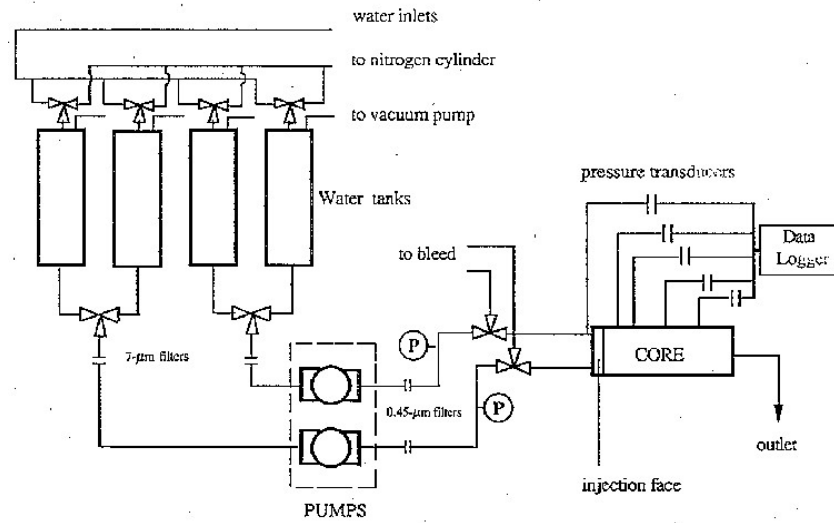 water inlets
to nitrogen cylinder
to vacuum pump
Water tanks
pressure transducers
Data
Logger
to bleed
7-μm filters
P
CORE
0.45-μm filters
P
outlet
injection face
PUMPS